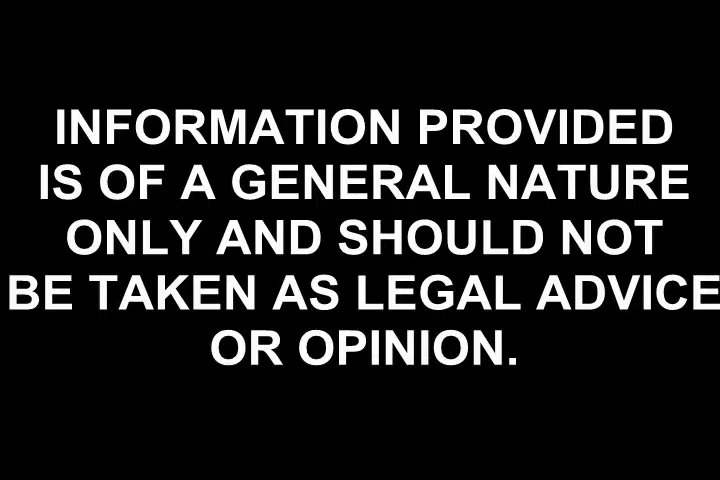 INFORMATION PROVIDED
IS OF A GENERAL NATURE
ONLY AND SHOULD NOT
BE TAKEN AS LEGAL ADVICE
OR OPINION.